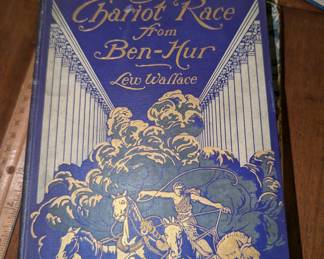 Chariot Race
from
Ben-Hur
Lew Wallace